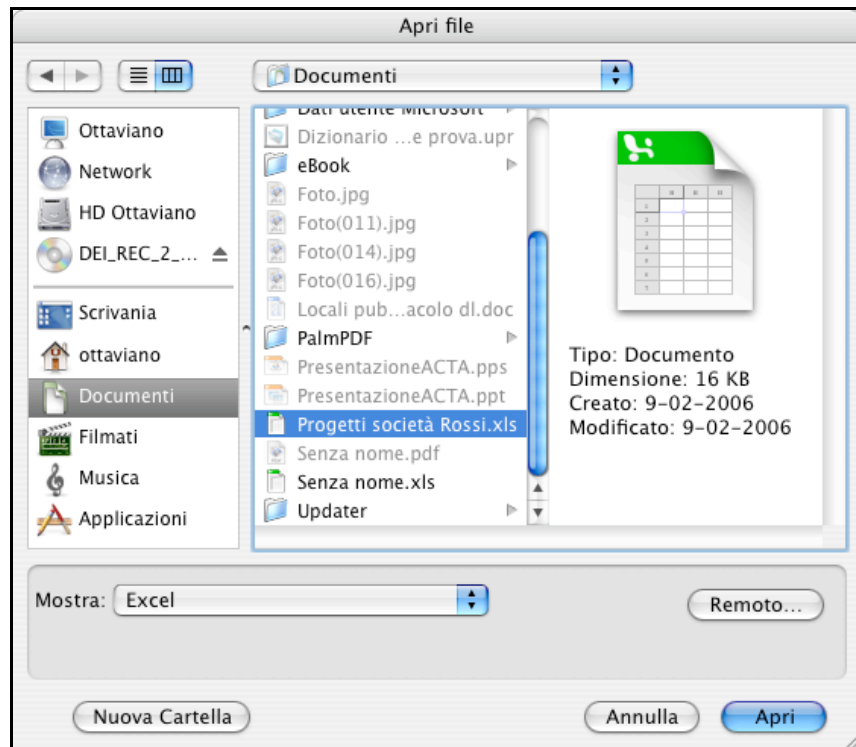 Apri file
Documenti
Ottaviano
Network
HD Ottaviano
DEI_REC_2_...
Scrivania
ottaviano
Documenti
Filmati
Musica
Applicazioni
Dati utente Microsoft
Dizionario ...e prova.upr
eBook
Foto.jpg
Foto(011).jpg
Foto(014).jpg
Foto(016).jpg
Locali pub...acolo dl.doc
PalmPDF
PresentazioneACTA.pps
PresentazioneACTA.ppt
Progetti società Rossi.xls
Senza nome.pdf
Senza nome.xls
Updater
Tipo: Documento
Dimensione: 16 KB
Creato: 9-02-2006
Modificato: 9-02-2006
Mostra: Excel
Remoto...
Nuova Cartella
Annulla
Apri